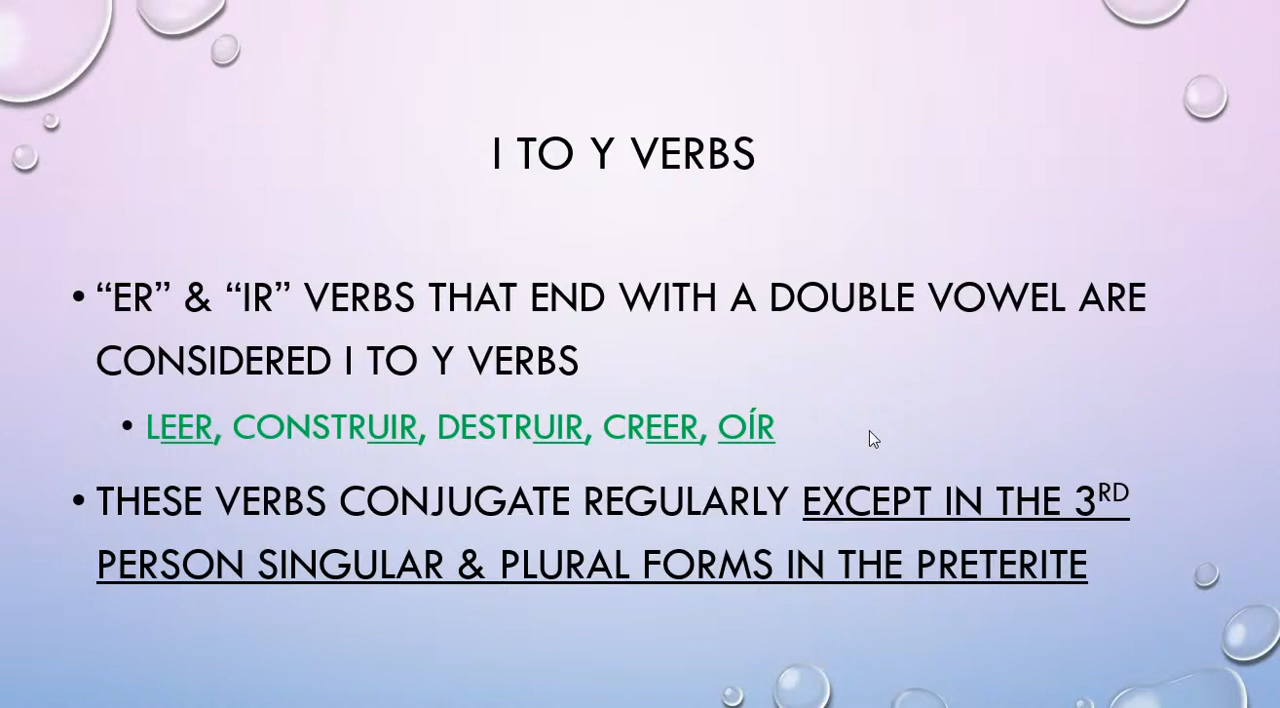 I TO Y VERBS
• “ER” & “IR” VERBS THAT END WITH A DOUBLE VOWEL ARE
CONSIDERED I TO Y VERBS
• LEER, CONSTRUIR, DESTRUIR, CREER, OÍR
• THESE VERBS CONJUGATE REGULARLY EXCEPT IN THE 3RD
PERSON SINGULAR & PLURAL FORMS IN THE PRETERITE